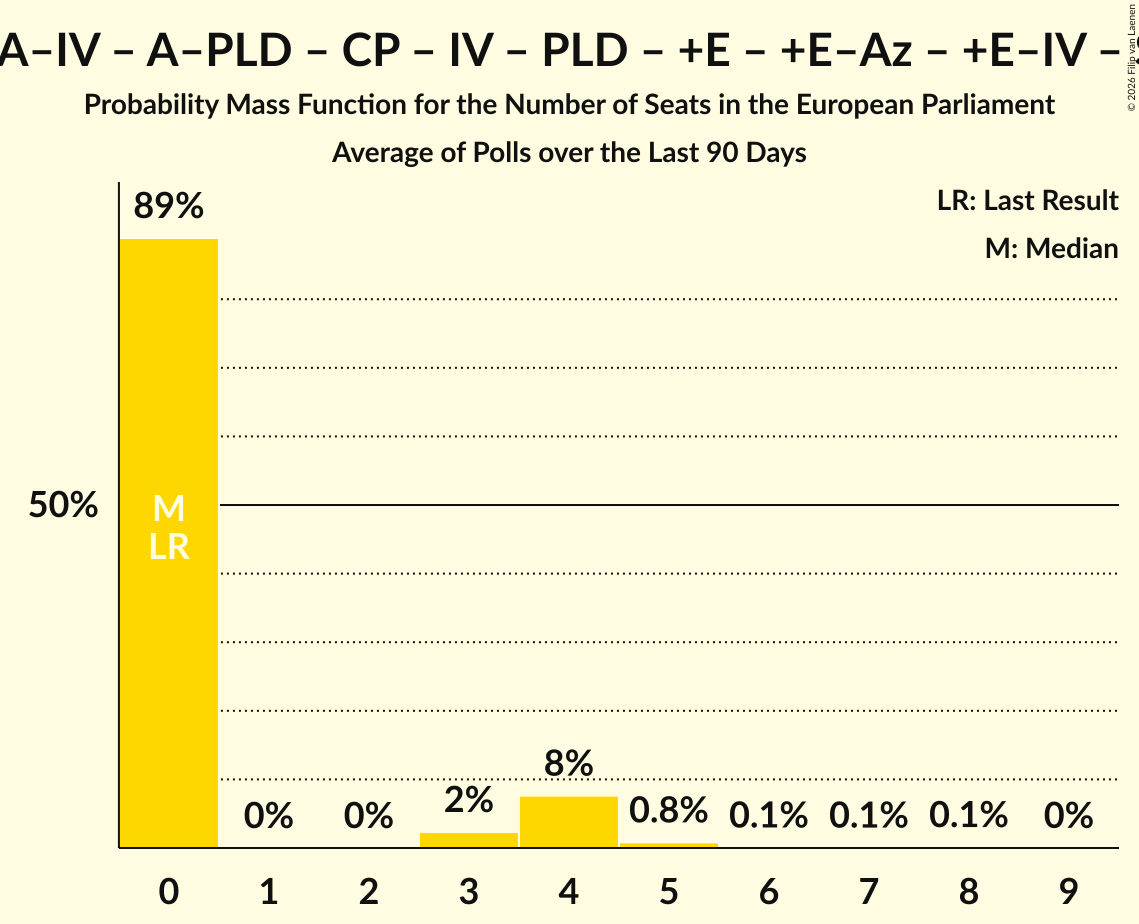 A–IV – A–PLD – CP – IV – PLD – +E – +E–Az – +E–IV –
© 2026 Filip van Laenen
Probability Mass Function for the Number of Seats in the European Parliament
Average of Polls over the Last 90 Days
LR: Last Result
M: Median
89%
50%
M
LR
0%
0%
2%
8%
0.8%
0.1%
0.1%
0.1%
0%
0 1 2 3 4 5 6 7 8 9